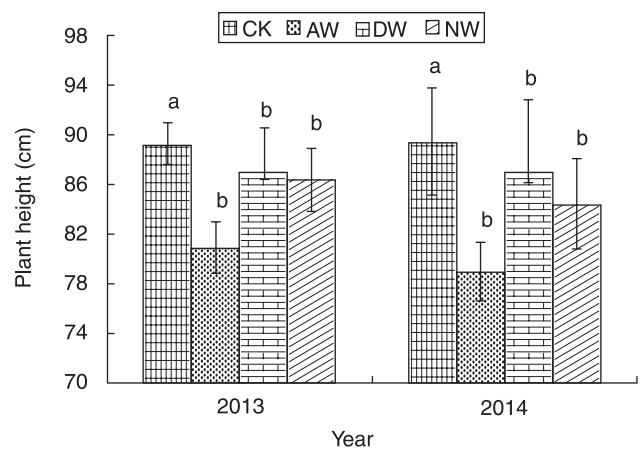 CK AW DW NW
98
94
90
86
82
78
74
70
Plant height (cm)
a
b
b
b
a
b
b
b
2013
2014
Year